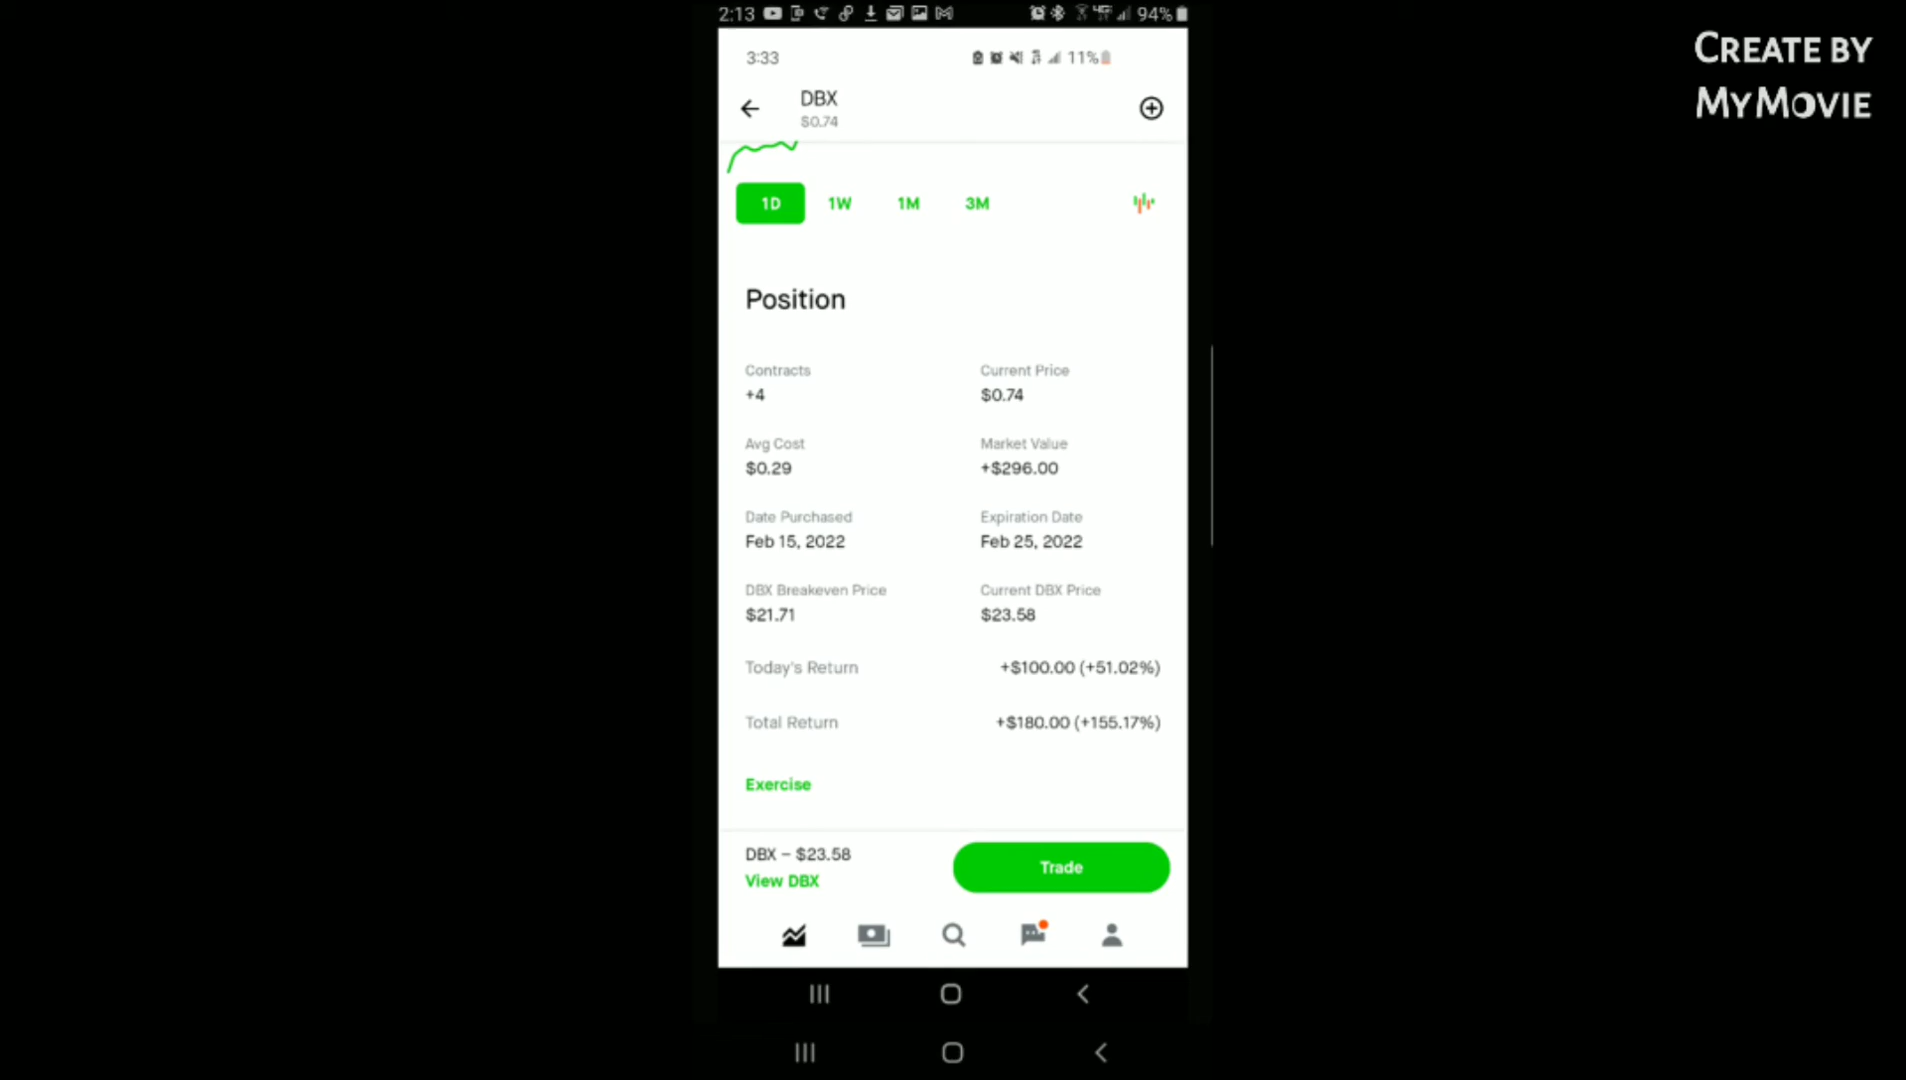 2:13 94%
CREATE BY
MYMOVIE
3:33 11%
DBX
$0.74
1D 1W 1M 3M
Position
Contracts Current Price
+4 $0.74
Avg Cost Market Value
$0.29 +$296.00
Date Purchased Expiration Date
Feb 15, 2022 Feb 25, 2022
DBX Breakeven Price Current DBX Price
$21.71 $23.58
Today's Return +$100.00 (+51.02%)
Total Return +$180.00 (+155.17%)
Exercise
DBX – $23.58
View DBX
Trade